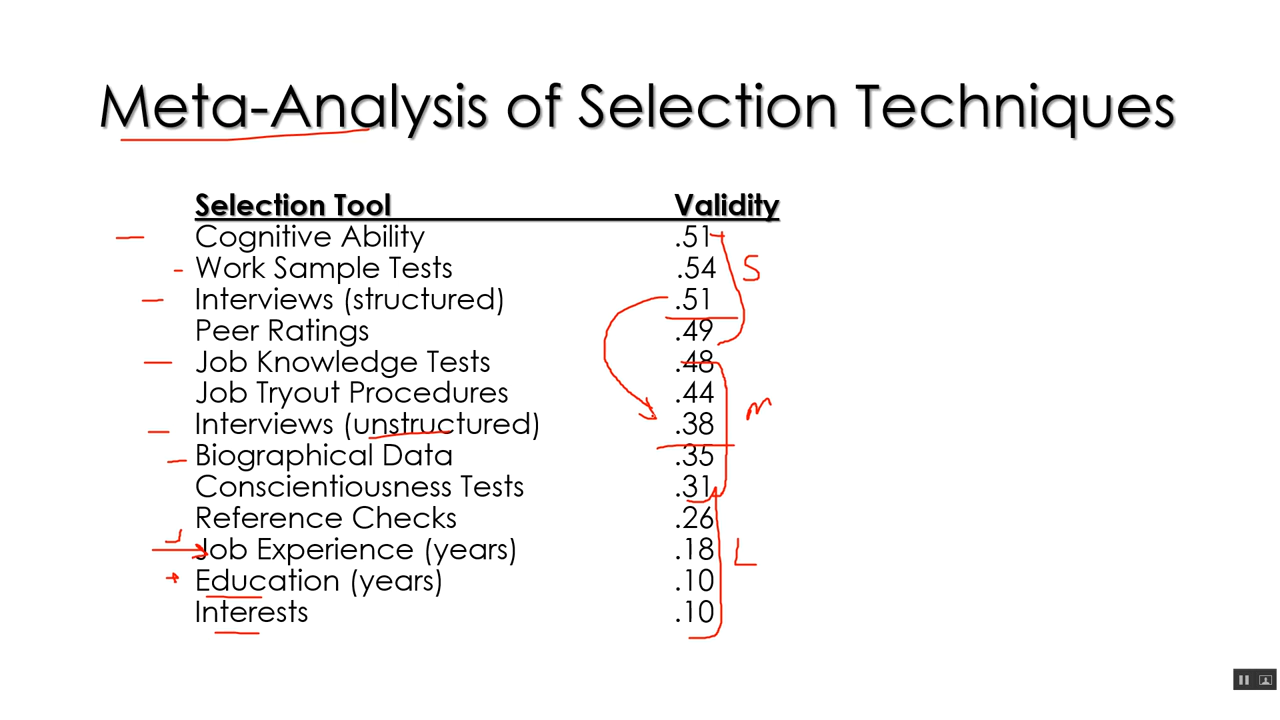 Meta-Analysis of Selection Techniques
Selection Tool Validity
Cognitive Ability .51
Work Sample Tests .54
Interviews (structured) .51
Peer Ratings .49
Job Knowledge Tests .48
Job Tryout Procedures .44
Interviews (unstructured) .38
Biographical Data .35
Conscientiousness Tests .31
Reference Checks .26
Job Experience (years) .18
Education (years) .10
Interests .10
S
m
L